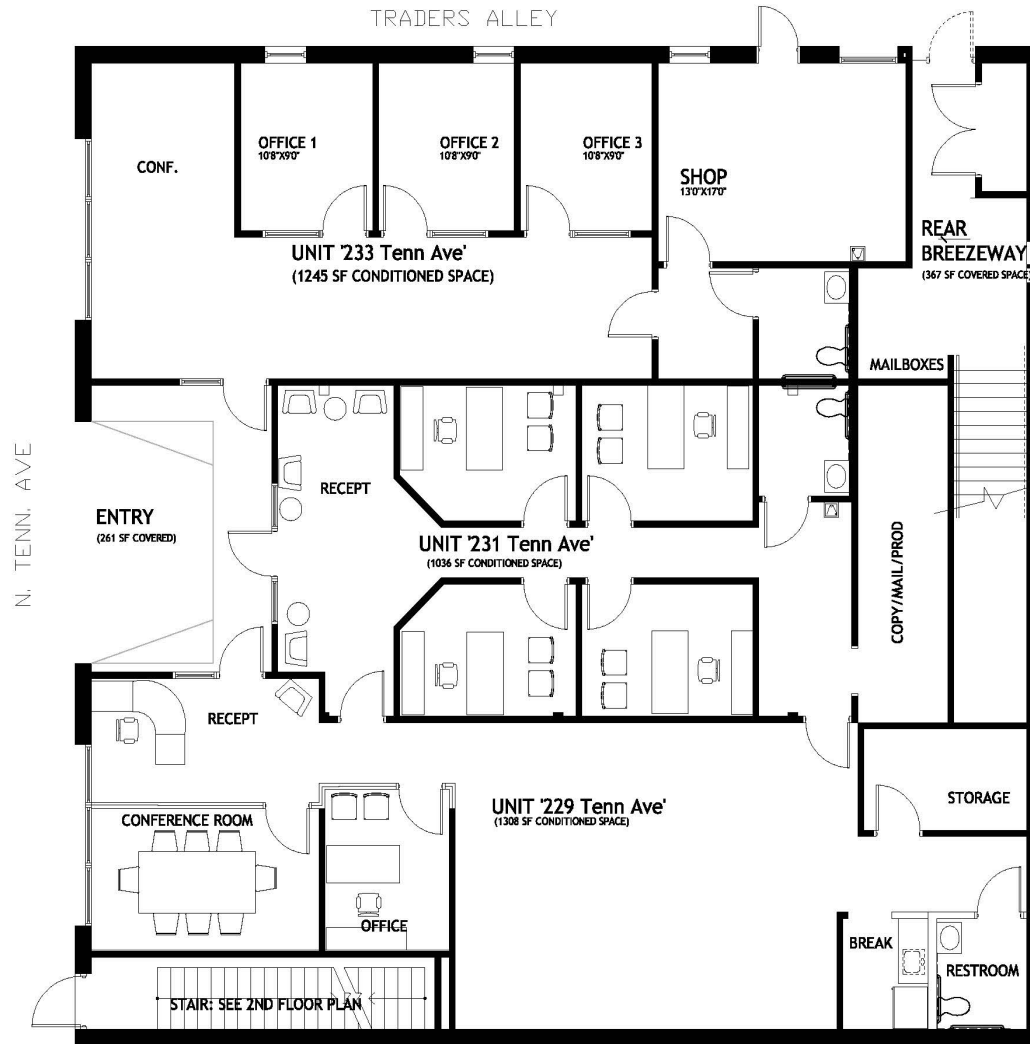 TRADERS ALLEY
OFFICE 1
10'8"X9'0"
OFFICE 2
10'8"X9'0"
OFFICE 3
10'8"X9'0"
CONF.
SHOP
13'0"X17'0"
UNIT '233 Tenn Ave'
(1245 SF CONDITIONED SPACE)
REAR
BREEZEWAY
(367 SF COVERED SPACE)
MAILBOXES
N. TENN. AVE
ENTRY
(261 SF COVERED)
RECEPT
UNIT '231 Tenn Ave'
(1036 SF CONDITIONED SPACE)
COPY/MAIL/PROD
RECEPT
UNIT '229 Tenn Ave'
(1308 SF CONDITIONED SPACE)
STORAGE
CONFERENCE ROOM
OFFICE
BREAK
RESTROOM
STAIR: SEE 2ND FLOOR PLAN